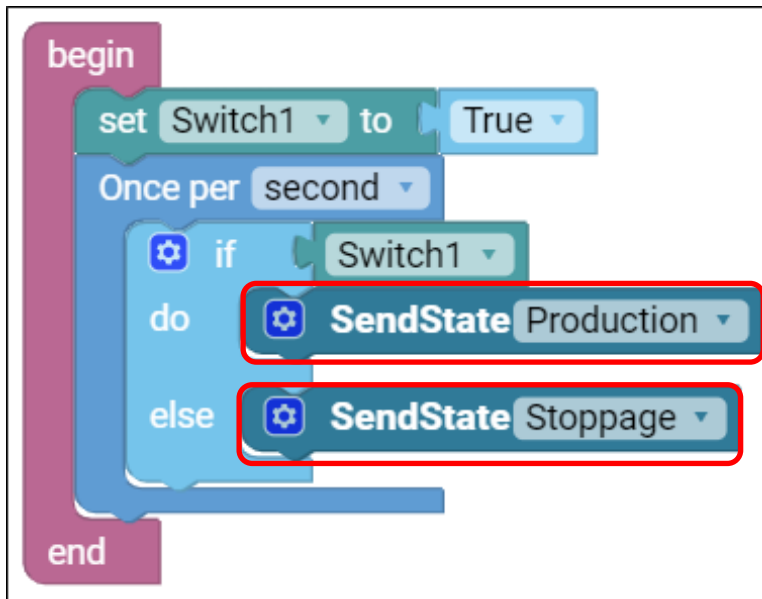 begin
set Switch1 to True
Once per second
if Switch1
do SendState Production
else SendState Stoppage
end